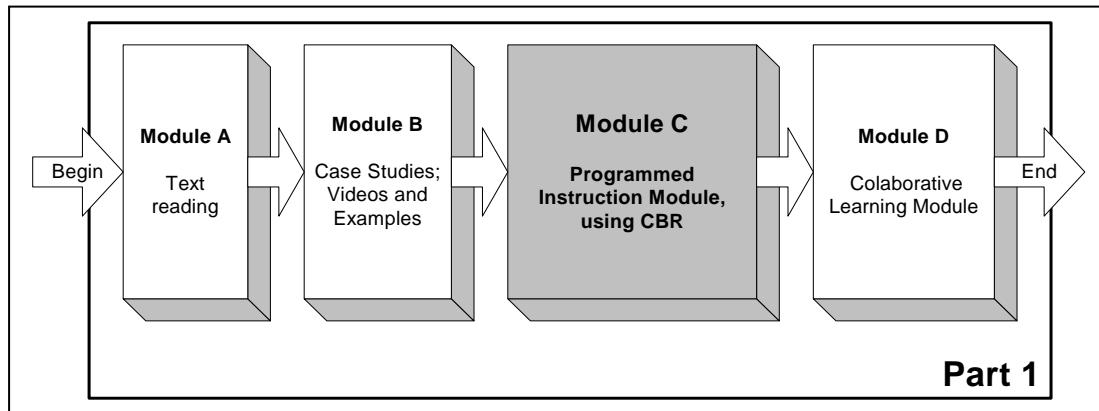 Begin
Module A
Text
reading
Module B
Case Studies;
Videos and
Examples
Module C
Programmed
Instruction Module,
using CBR
Module D
Colaborative
Learning Module
End
Part 1